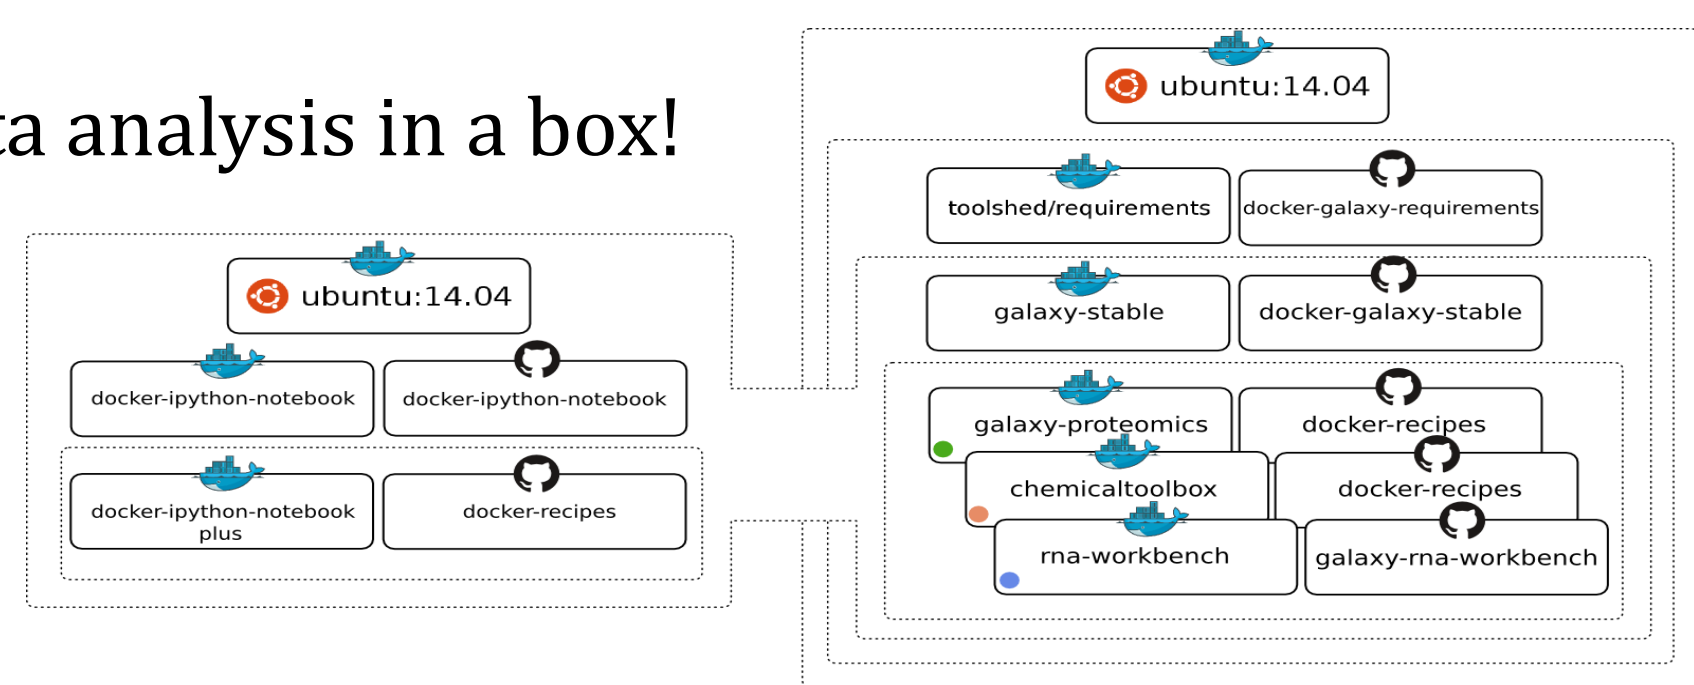 ta analysis in a box!
ubuntu:14.04
docker-ipython-notebook
docker-ipython-notebook
docker-ipython-notebook
plus
docker-recipes
ubuntu:14.04
toolshed/requirements
docker-galaxy-requirements
galaxy-stable
docker-galaxy-stable
galaxy-proteomics
docker-recipes
chemicaltoolbox
docker-recipes
rna-workbench
galaxy-rna-workbench